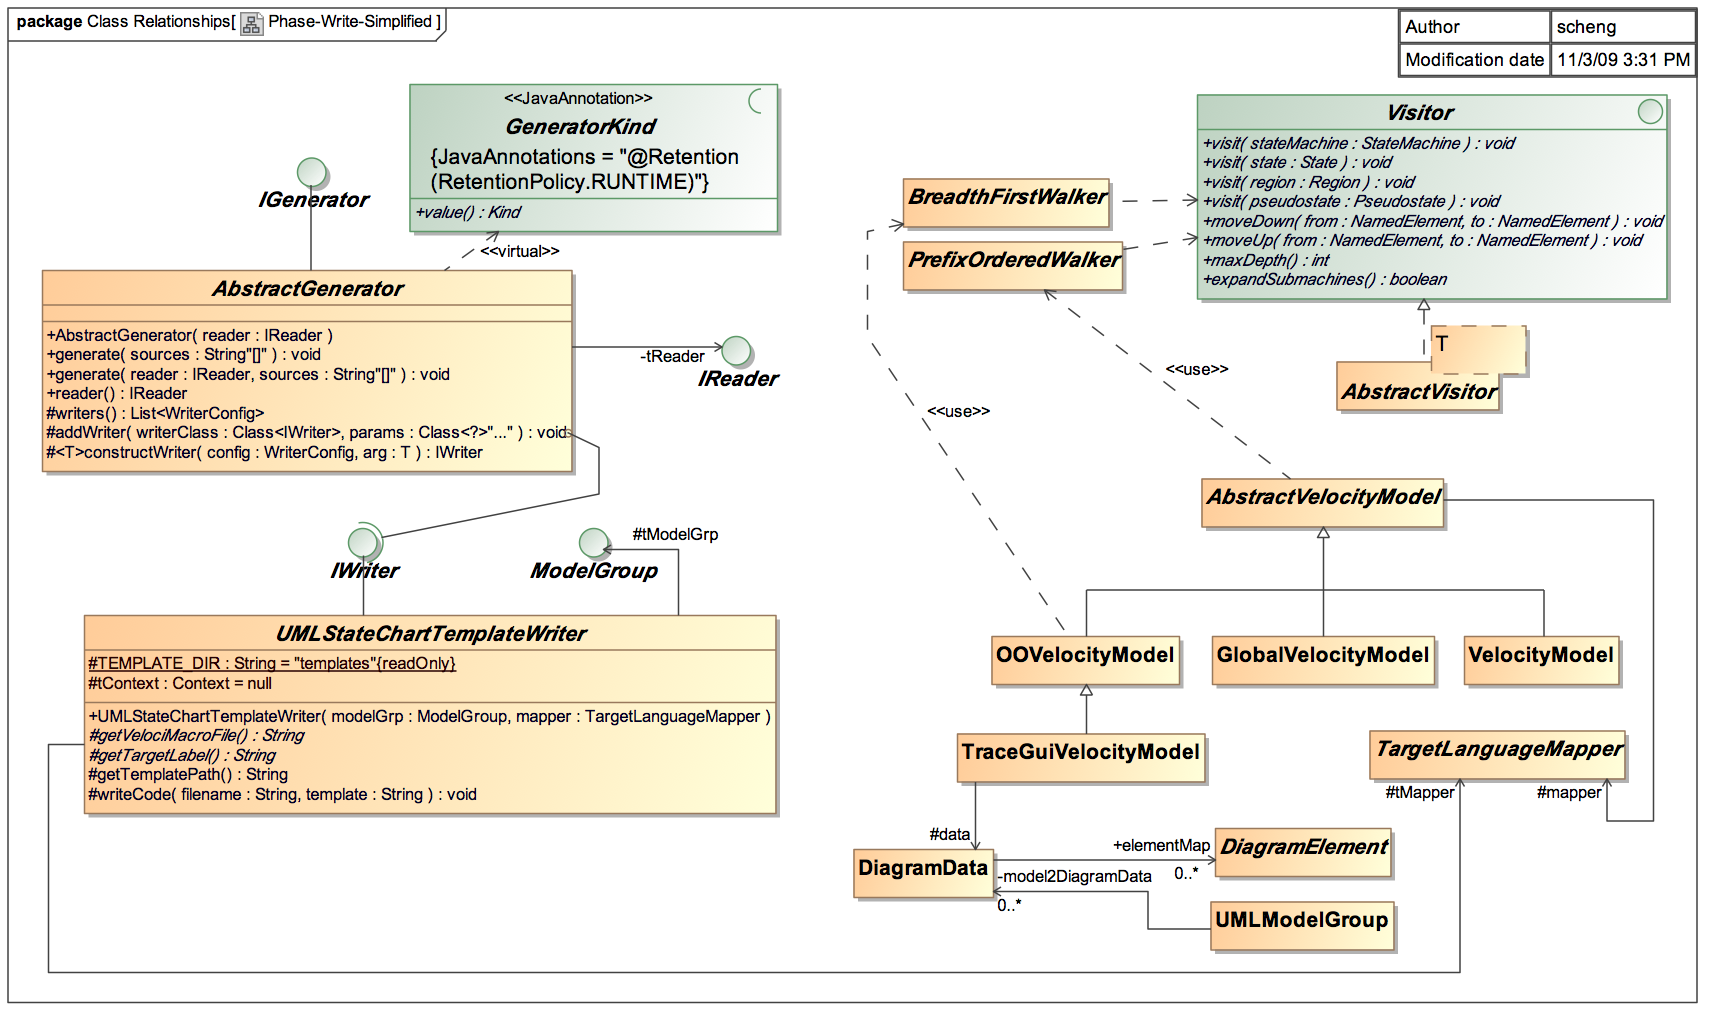 package Class Relationships[ Phase-Write-Simplified ]
Author scheng
Modification date 11/3/09 3:31 PM
<<JavaAnnotation>>
GeneratorKind
{JavaAnnotations = "@Retention
(RetentionPolicy.RUNTIME)"}
+value() : Kind
IGenerator
<<virtual>>
AbstractGenerator
+AbstractGenerator( reader : IReader )
+generate( sources : String"[]" ) : void
+generate( reader : IReader, sources : String"[]" ) : void
+reader() : IReader
#writers() : List<WriterConfig>
#addWriter( writerClass : Class<IWriter>, params : Class<?>"..." ) : void
#<T>constructWriter( config : WriterConfig, arg : T ) : IWriter
-tReader
IReader
IWriter
#tModelGrp
ModelGroup
UMLStateChartTemplateWriter
#TEMPLATE_DIR : String = "templates"{readOnly}
#tContext : Context = null
+UMLStateChartTemplateWriter( modelGrp : ModelGroup, mapper : TargetLanguageMapper )
#getVelociMacroFile() : String
#getTargetLabel() : String
#getTemplatePath() : String
#writeCode( filename : String, template : String ) : void
Visitor
+visit( stateMachine : StateMachine ) : void
+visit( state : State ) : void
+visit( region : Region ) : void
+visit( pseudostate : Pseudostate ) : void
+moveDown( from : NamedElement, to : NamedElement ) : void
+moveUp( from : NamedElement, to : NamedElement ) : void
+maxDepth() : int
+expandSubmachines() : boolean
BreadthFirstWalker
PrefixOrderedWalker
T
AbstractVisitor
<<use>>
<<use>>
AbstractVelocityModel
OOVelocityModel
GlobalVelocityModel
VelocityModel
TraceGuiVelocityModel
TargetLanguageMapper
#tMapper
#mapper
#data
DiagramData
+elementMap
0..*
DiagramElement
-model2DiagramData
0..*
UMLModelGroup